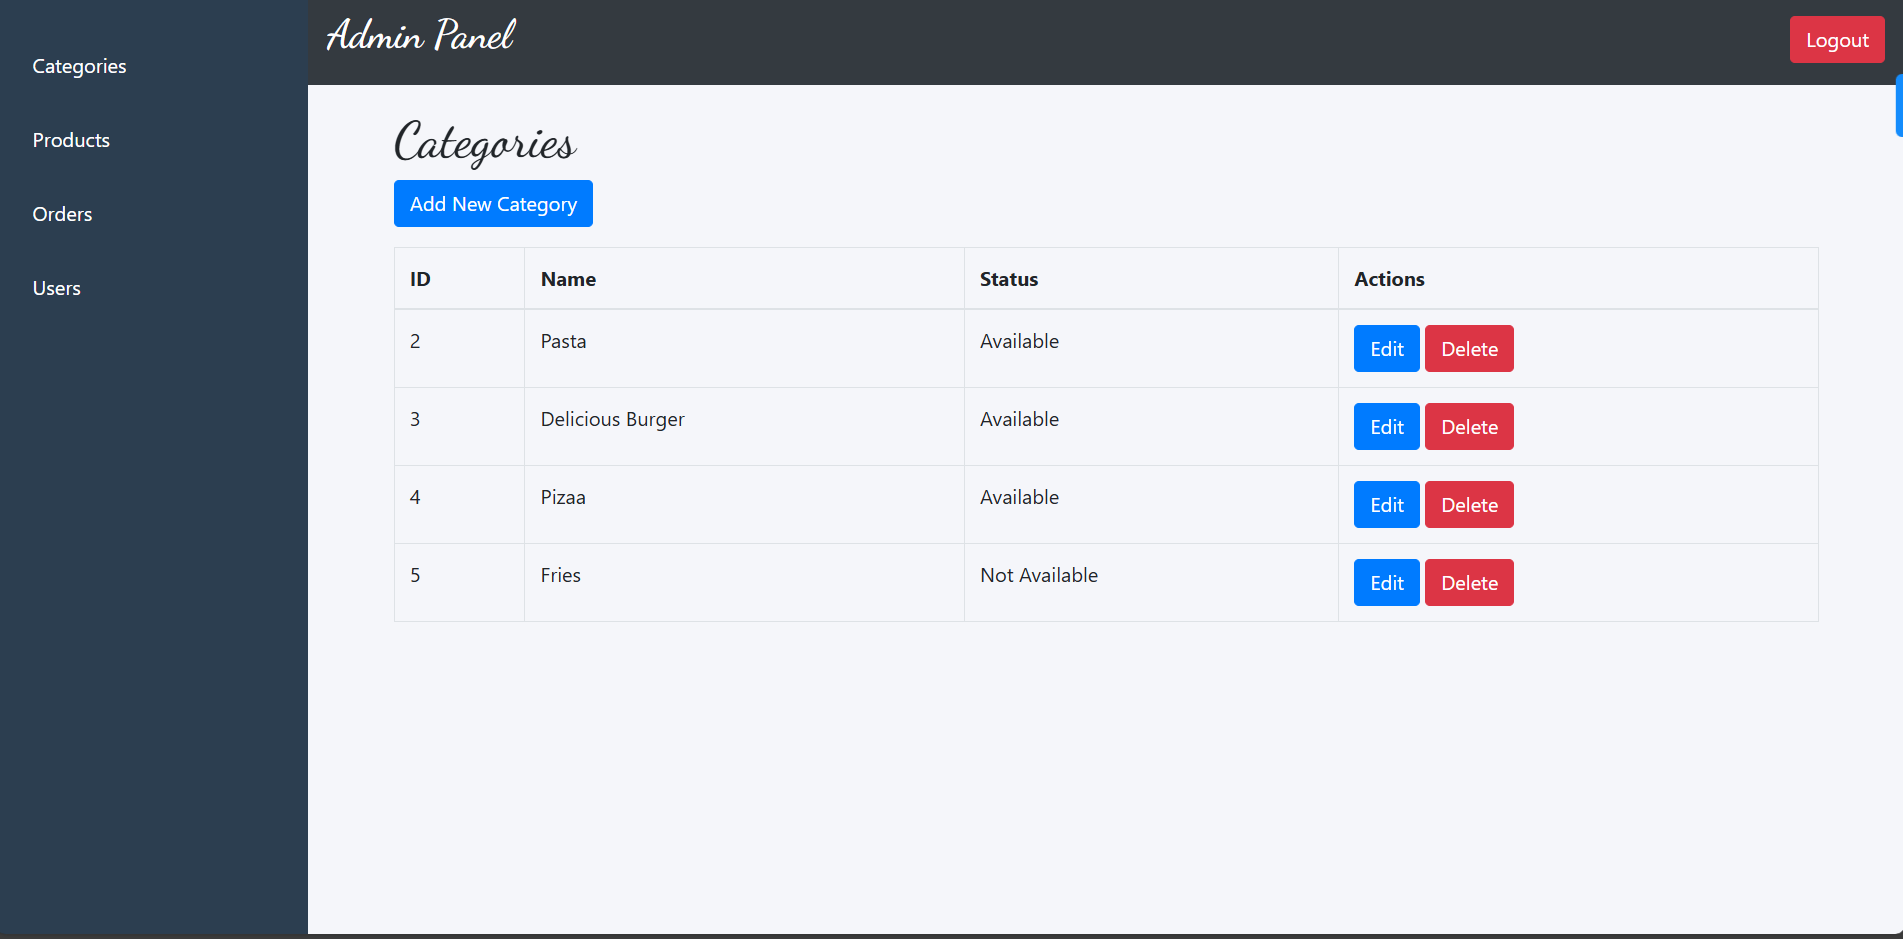 Categories
Products
Orders
Users
Admin Panel
Logout
Categories
Add New Category
ID Name Status Actions
2 Pasta Available Edit Delete
3 Delicious Burger Available Edit Delete
4 Pizaa Available Edit Delete
5 Fries Not Available Edit Delete